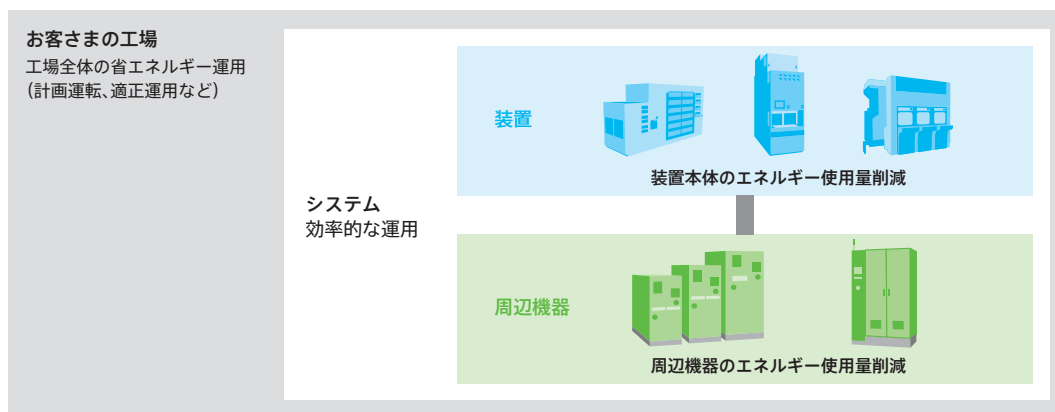 お客さまの工場
工場全体の省エネルギー運用
(計画運転、適正運用など)
装置
装置本体のエネルギー使用量削減
システム
効率的な運用
周辺機器
周辺機器のエネルギー使用量削減